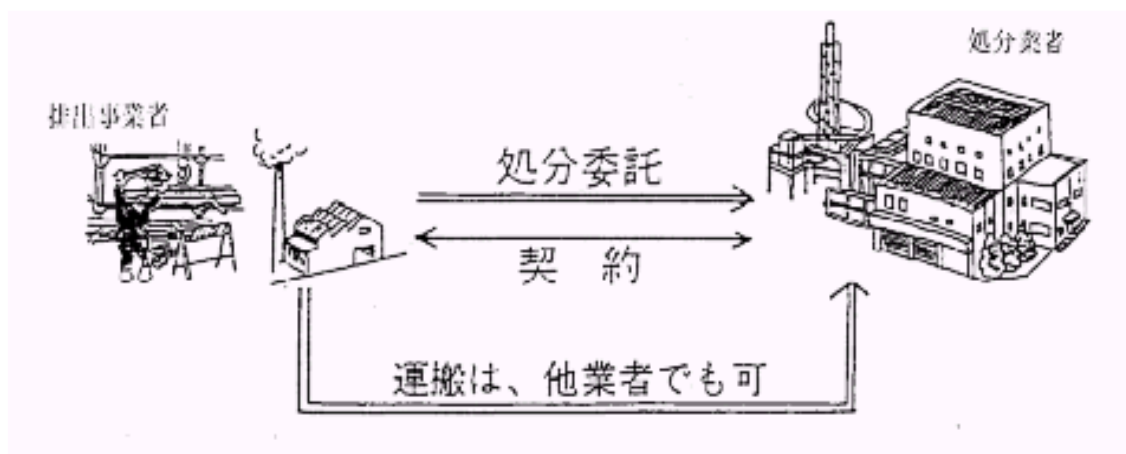 処分業者
排出事業者
処分委託
契約
運搬は、他業者でも可